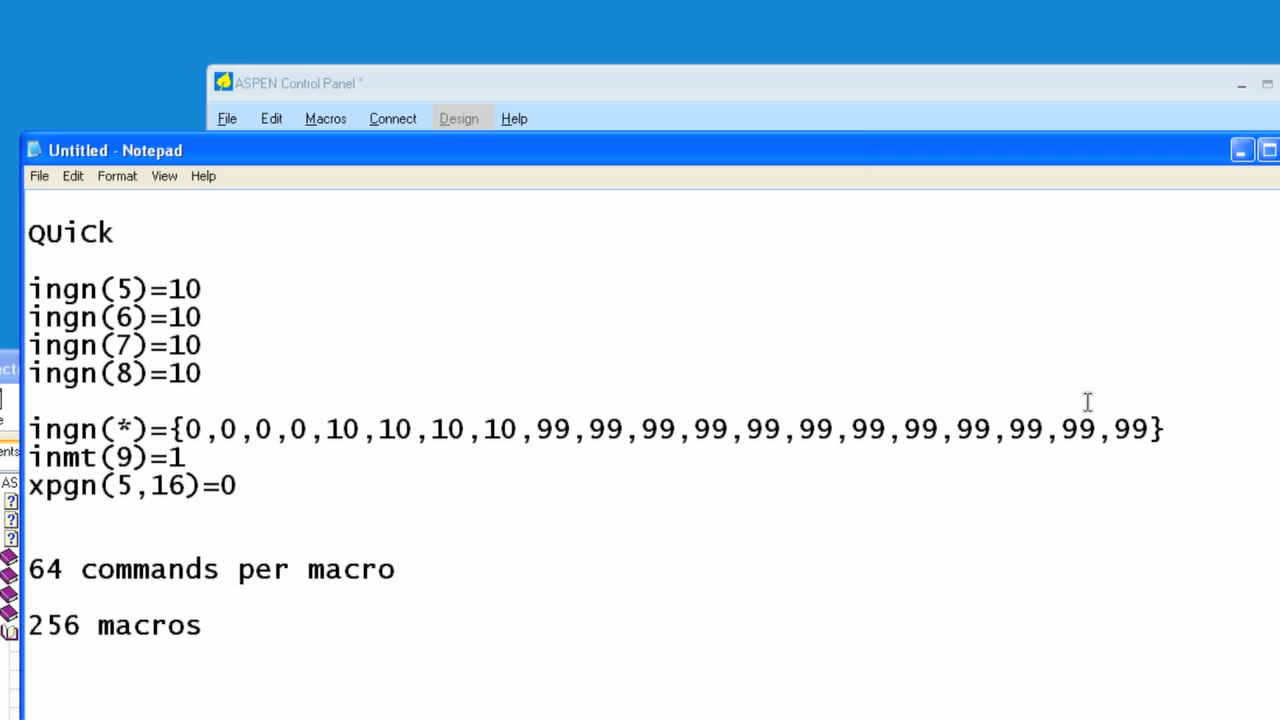 ASPEN Control Panel *
File Edit Macros Connect Design Help
Untitled - Notepad
File Edit Format View Help
QUiCk
ingn(5)=10
ingn(6)=10
ingn(7)=10
ingn(8)=10
ingn(*)={0,0,0,0,10,10,10,10,99,99,99,99,99,99,99,99,99,99,99,99}
inmt(9)=1
xpgn(5,16)=0
64 commands per macro
256 macros
AS